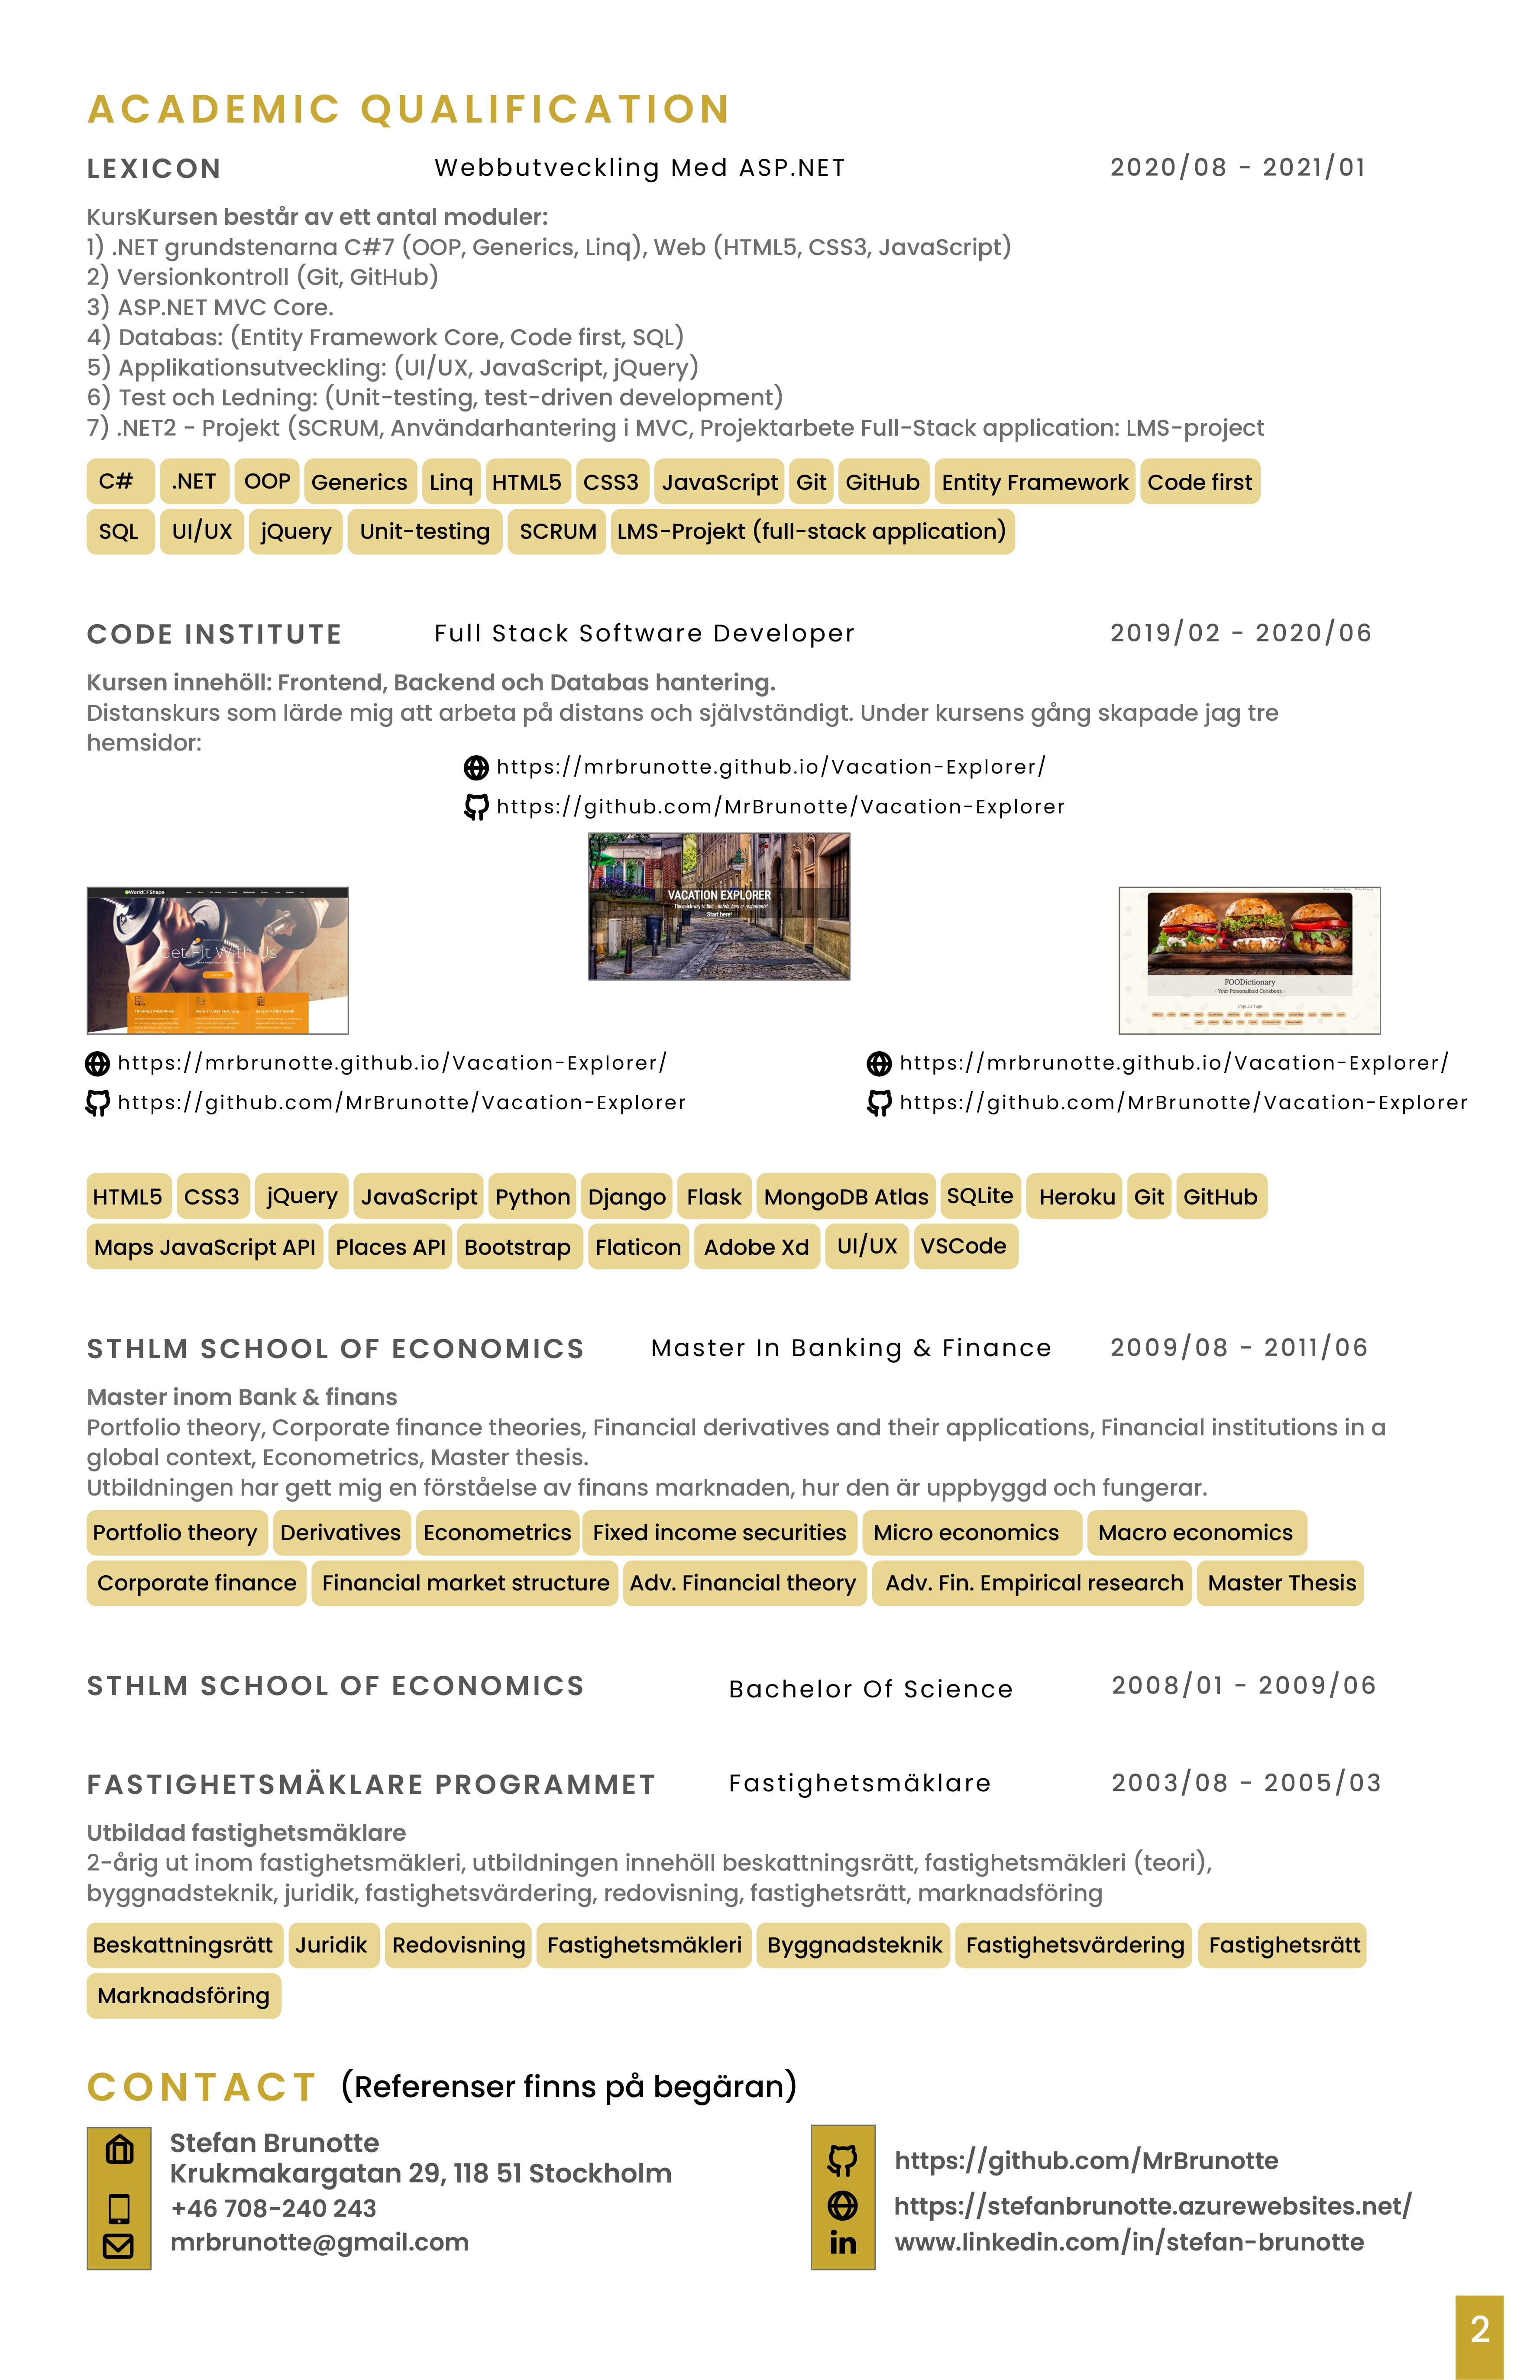 ACADEMIC QUALIFICATION
LEXICON Webbutveckling Med ASP.NET 2020/08 - 2021/01
KursKursen består av ett antal moduler:
1) .NET grundstenarna C#7 (OOP, Generics, Linq), Web (HTML5, CSS3, JavaScript)
2) Versionkontroll (Git, GitHub)
3) ASP.NET MVC Core.
4) Databas: (Entity Framework Core, Code first, SQL)
5) Applikationsutveckling: (UI/UX, JavaScript, jQuery)
6) Test och Ledning: (Unit-testing, test-driven development)
7) .NET2 - Projekt (SCRUM, Användarhantering i MVC, Projektarbete Full-Stack application: LMS-project
C# .NET OOP Generics Linq HTML5 CSS3 JavaScript Git GitHub Entity Framework Code first
SQL UI/UX jQuery Unit-testing SCRUM LMS-Projekt (full-stack application)
CODE INSTITUTE Full Stack Software Developer 2019/02 - 2020/06
Kursen innehöll: Frontend, Backend och Databas hantering.
Distanskurs som lärde mig att arbeta på distans och självständigt. Under kursens gång skapade jag tre
hemsidor:
https://mrbrunotte.github.io/Vacation-Explorer/
https://github.com/MrBrunotte/Vacation-Explorer
WorldOfShape
Get Fit With Us
VACATION EXPLORER
Start here!
FOODictionary
- Your Personalized Cookbook -
Popular Tags
https://mrbrunotte.github.io/Vacation-Explorer/ https://mrbrunotte.github.io/Vacation-Explorer/
https://github.com/MrBrunotte/Vacation-Explorer https://github.com/MrBrunotte/Vacation-Explorer
HTML5 CSS3 jQuery JavaScript Python Django Flask MongoDB Atlas SQLite Heroku Git GitHub
Maps JavaScript API Places API Bootstrap Flaticon Adobe Xd UI/UX VSCode
STHLM SCHOOL OF ECONOMICS Master In Banking & Finance 2009/08 - 2011/06
Master inom Bank & finans
Portfolio theory, Corporate finance theories, Financial derivatives and their applications, Financial institutions in a
global context, Econometrics, Master thesis.
Utbildningen har gett mig en förståelse av finans marknaden, hur den är uppbyggd och fungerar.
Portfolio theory Derivatives Econometrics Fixed income securities Micro economics Macro economics
Corporate finance Financial market structure Adv. Financial theory Adv. Fin. Empirical research Master Thesis
STHLM SCHOOL OF ECONOMICS Bachelor Of Science 2008/01 - 2009/06
FASTIGHETSMÄKLARE PROGRAMMET Fastighetsmäklare 2003/08 - 2005/03
Utbildad fastighetsmäklare
2-årig ut inom fastighetsmäkleri, utbildningen innehöll beskattningsrätt, fastighetsmäkleri (teori),
byggnadsteknik, juridik, fastighetsvärdering, redovisning, fastighetsrätt, marknadsföring
Beskattningsrätt Juridik Redovisning Fastighetsmäkleri Byggnadsteknik Fastighetsvärdering Fastighetsrätt
Marknadsföring
CONTACT (Referenser finns på begäran)
Stefan Brunotte
Krukmakargatan 29, 118 51 Stockholm
+46 708-240 243
mrbrunotte@gmail.com
https://github.com/MrBrunotte
https://stefanbrunotte.azurewebsites.net/
in www.linkedin.com/in/stefan-brunotte
2